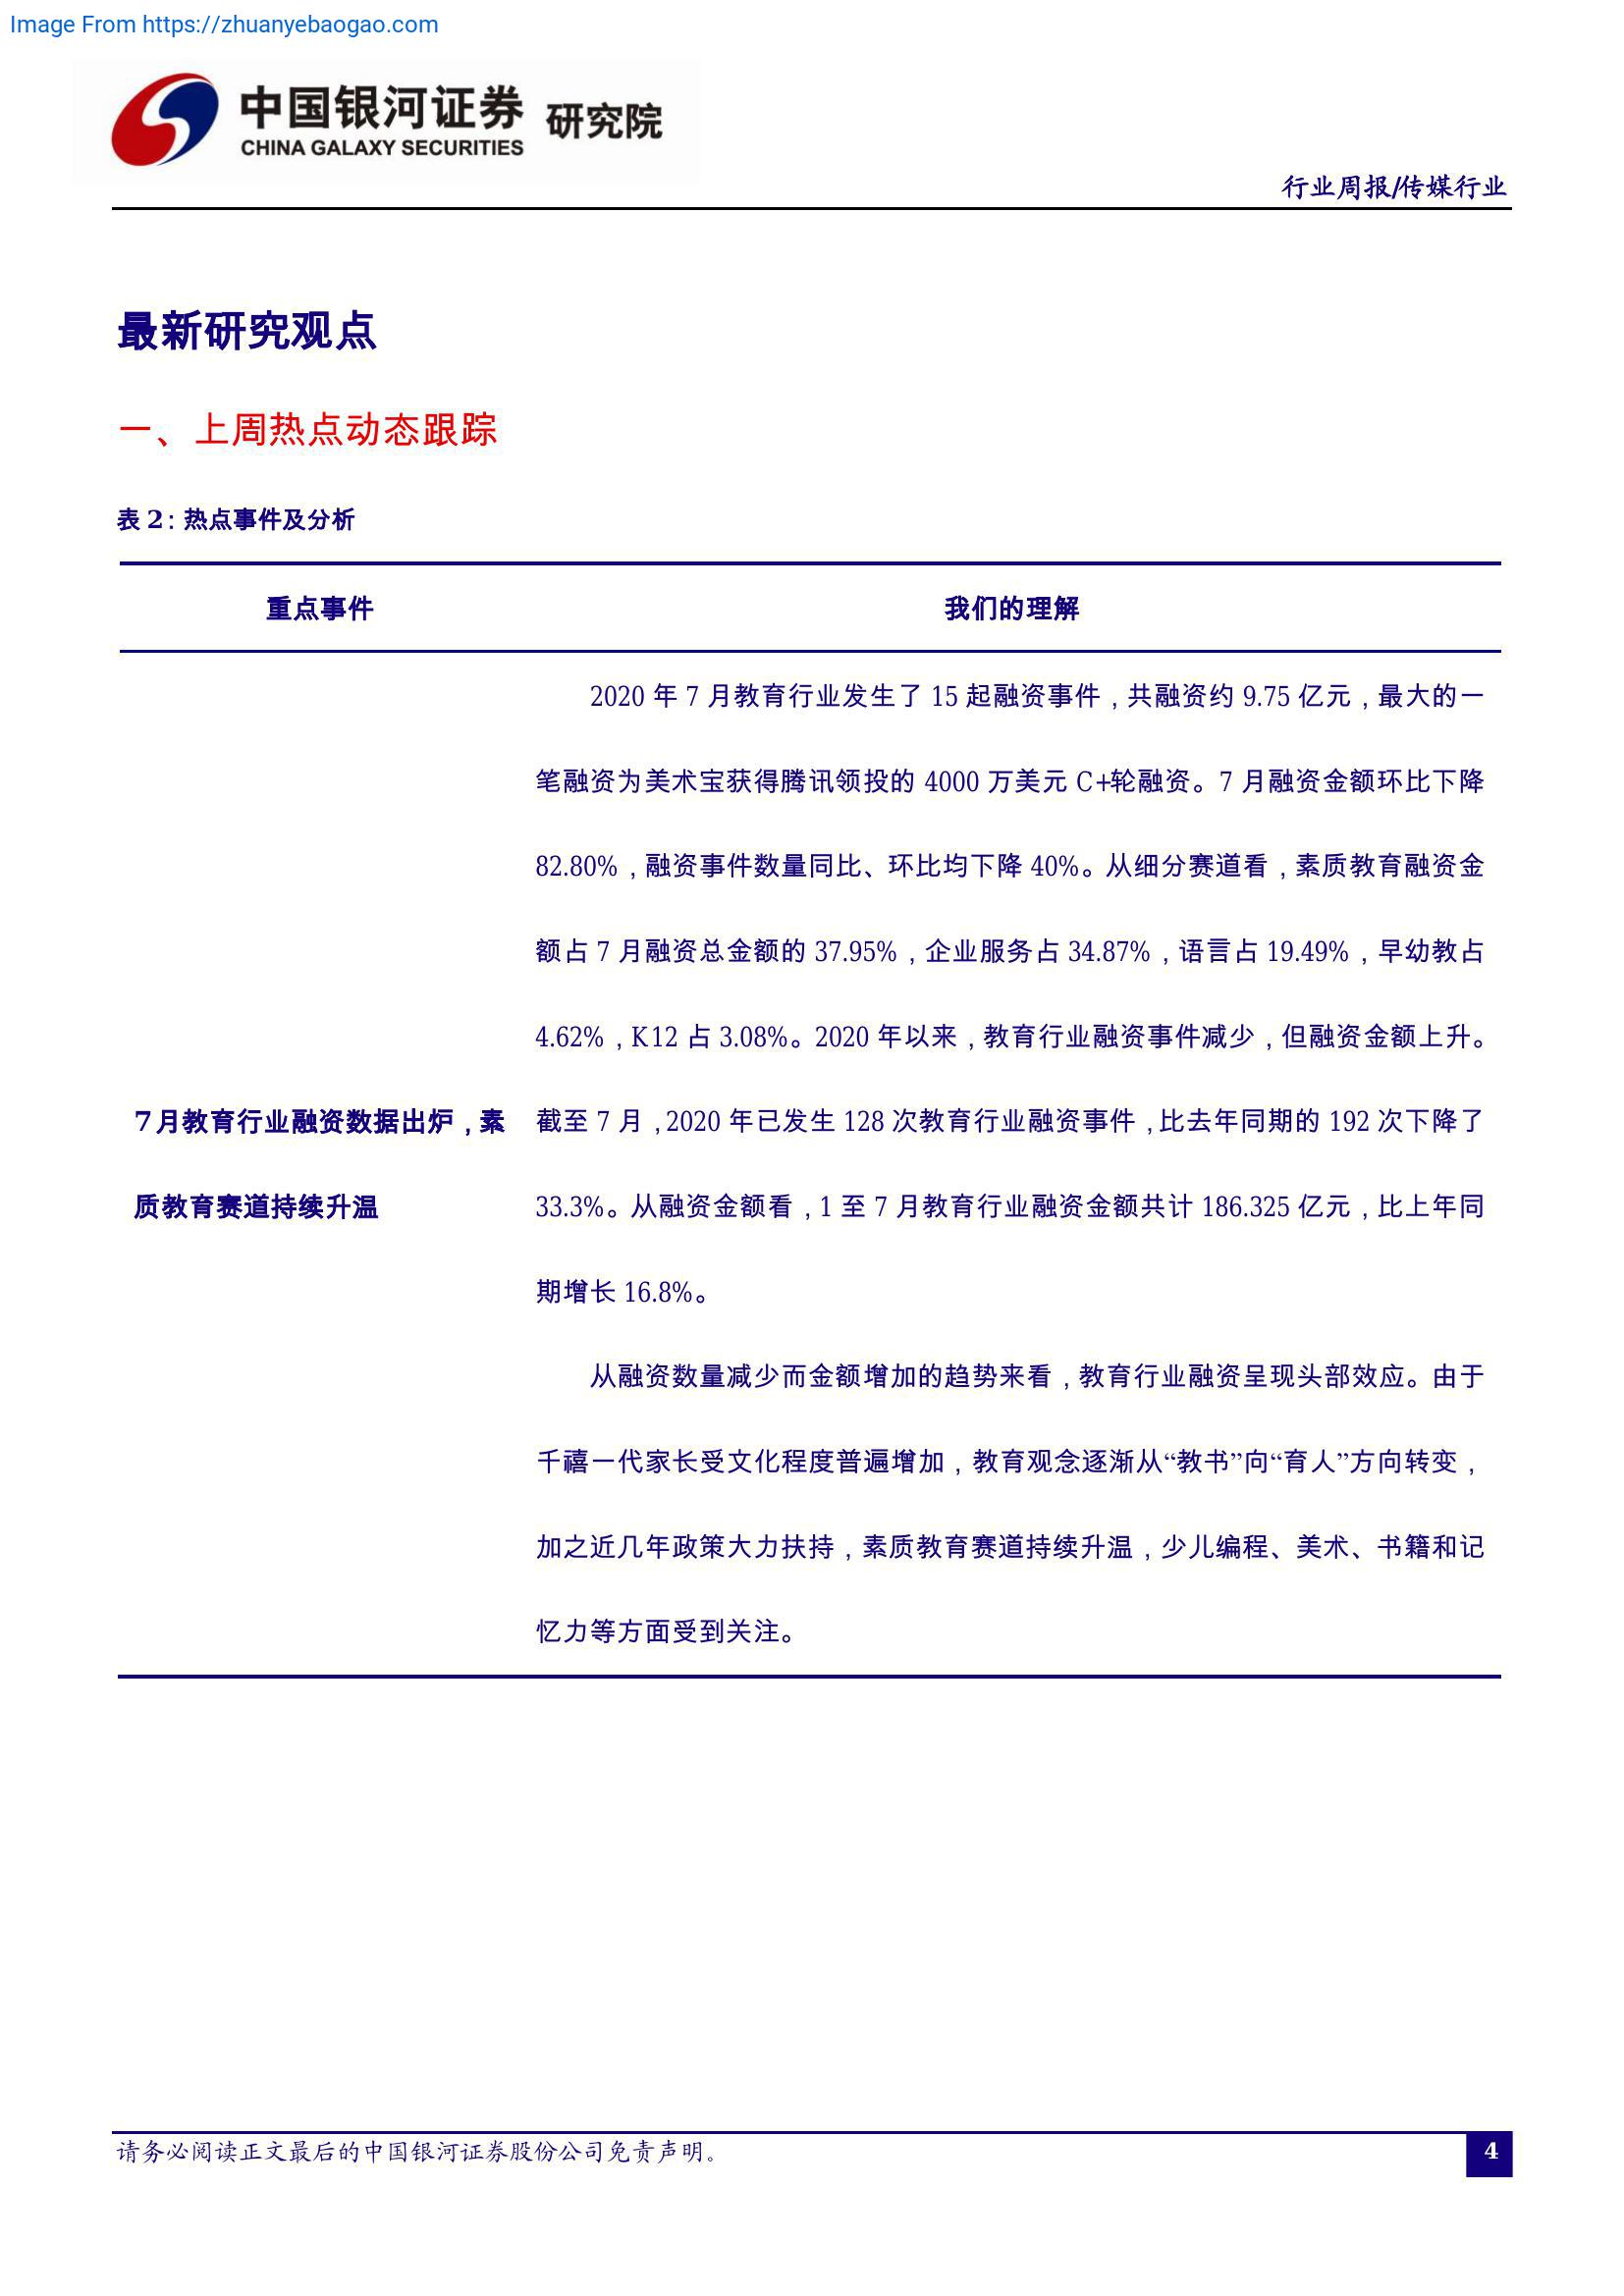 Image From https://zhuanyebaogao.com
中国银河证券 研究院
CHINA GALAXY SECURITIES
行业周报/传媒行业
最新研究观点
一、上周热点动态跟踪
表 2：热点事件及分析
重点事件 我们的理解
7 月教育行业融资数据出炉，素
质教育赛道持续升温
2020 年 7 月教育行业发生了 15 起融资事件，共融资约 9.75 亿元，最大的一
笔融资为美术宝获得腾讯领投的 4000 万美元 C+轮融资。7 月融资金额环比下降
82.80%，融资事件数量同比、环比均下降 40%。从细分赛道看，素质教育融资金
额占 7 月融资总金额的 37.95%，企业服务占 34.87%，语言占 19.49%，早幼教占
4.62%，K12 占 3.08%。2020 年以来，教育行业融资事件减少，但融资金额上升。
截至 7 月，2020 年已发生 128 次教育行业融资事件，比去年同期的 192 次下降了
33.3%。从融资金额看，1 至 7 月教育行业融资金额共计 186.325 亿元，比上年同
期增长 16.8%。
从融资数量减少而金额增加的趋势来看，教育行业融资呈现头部效应。由于
千禧一代家长受文化程度普遍增加，教育观念逐渐从“教书”向“育人”方向转变，
加之近几年政策大力扶持，素质教育赛道持续升温，少儿编程、美术、书籍和记
忆力等方面受到关注。
请务必阅读正文最后的中国银河证券股份公司免责声明。
4